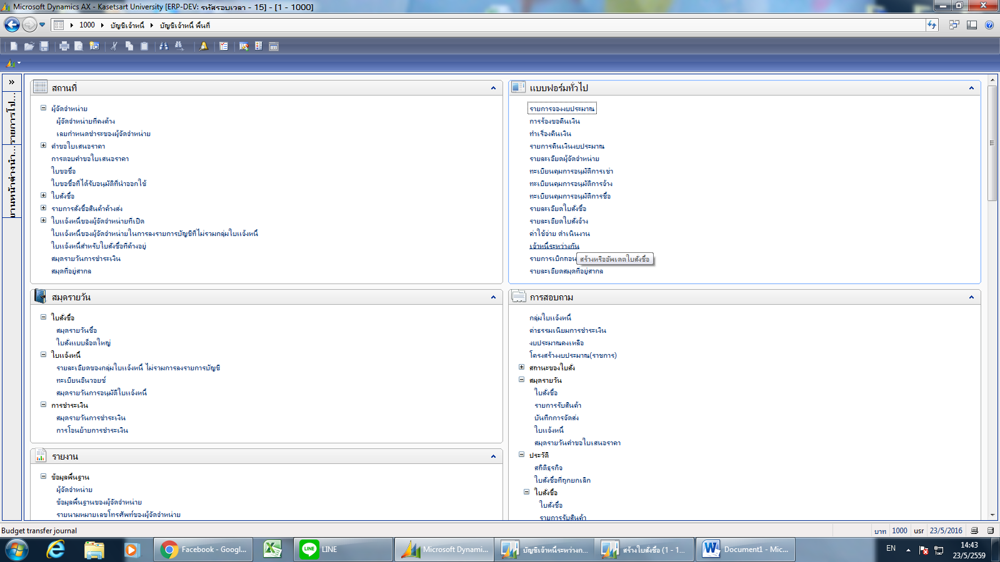 Microsoft Dynamics AX - Kasetsart University [ERP-DEV: รหัสรอบเวลา - 15] - [1 - 1000]
1000 บัญชีเจ้าหนี้ บัญชีเจ้าหนี้ พื้นที่
รายการโป...
บานหน้าต่างนำ...
สถานที่
ผู้จัดจำหน่าย
ผู้จัดจำหน่ายที่คงค้าง
เลยกำหนดชำระของผู้จัดจำหน่าย
คำขอใบเสนอราคา
การตอบคำขอใบเสนอราคา
ใบขอซื้อ
ใบขอซื้อที่ได้รับอนุมัติที่นำออกใช้
ใบสั่งซื้อ
รายการสั่งซื้อสินค้าค้างส่ง
ใบแจ้งหนี้ของผู้จัดจำหน่ายที่เปิด
ใบแจ้งหนี้ของผู้จัดจำหน่ายในการลงรายการบัญชีที่ไม่รวมกลุ่มใบแจ้งหนี้
ใบแจ้งหนี้สำหรับใบสั่งซื้อที่ค้างอยู่
สมุดรายวันการชำระเงิน
สมุดที่อยู่สากล
แบบฟอร์มทั่วไป
รายการจองงบประมาณ
การร้องขอคืนเงิน
ทำเรื่องคืนเงิน
รายการคืนเงินงบประมาณ
รายละเอียดผู้จัดจำหน่าย
ทะเบียนคุมการอนุมัติการเช่า
ทะเบียนคุมการอนุมัติการจ้าง
ทะเบียนคุมการอนุมัติการซื้อ
รายละเอียดใบสั่งซื้อ
รายละเอียดใบสั่งจ้าง
ค่าใช้จ่าย ดำเนินงาน
เจ้าหนี้ระหว่างกัน
รายการเบิกถอน
สร้างหรืออัพเดตใบสั่งซื้อ
รายละเอียดสมุดที่อยู่สากล
สมุดรายวัน
ใบสั่งซื้อ
สมุดรายวันซื้อ
ใบสั่งแบบล็อตใหญ่
ใบแจ้งหนี้
รายละเอียดของกลุ่มใบแจ้งหนี้ ไม่รวมการลงรายการบัญชี
ทะเบียนอินวอยซ์
สมุดรายวันการอนุมัติใบแจ้งหนี้
การชำระเงิน
สมุดรายวันการชำระเงิน
การโอนย้ายการชำระเงิน
การสอบถาม
กลุ่มใบแจ้งหนี้
ค่าธรรมเนียมการชำระเงิน
งบประมาณคงเหลือ
โครงสร้างงบประมาณ(ราชการ)
สถานะของใบสั่ง
สมุดรายวัน
ใบสั่งซื้อ
รายการรับสินค้า
บันทึกการจัดส่ง
ใบแจ้งหนี้
สมุดรายวันคำขอใบเสนอราคา
ประวัติ
สถิติธุรกิจ
ใบสั่งซื้อที่ถูกยกเลิก
ใบสั่งซื้อ
ใบสั่งซื้อ
รายการรับสินค้า
รายงาน
ข้อมูลพื้นฐาน
ผู้จัดจำหน่าย
ข้อมูลพื้นฐานของผู้จัดจำหน่าย
รายนามหมายเลขโทรศัพท์ของผู้จัดจำหน่าย
Budget transfer journal
บาท 1000 usr 23/5/2016
Facebook - Googl...
LINE
Microsoft Dynami...
บัญชีเจ้าหนี้ระหว่างก...
สร้างใบสั่งซื้อ (1 - 1...
Document1 - Mic...
EN
14:43
23/5/2559